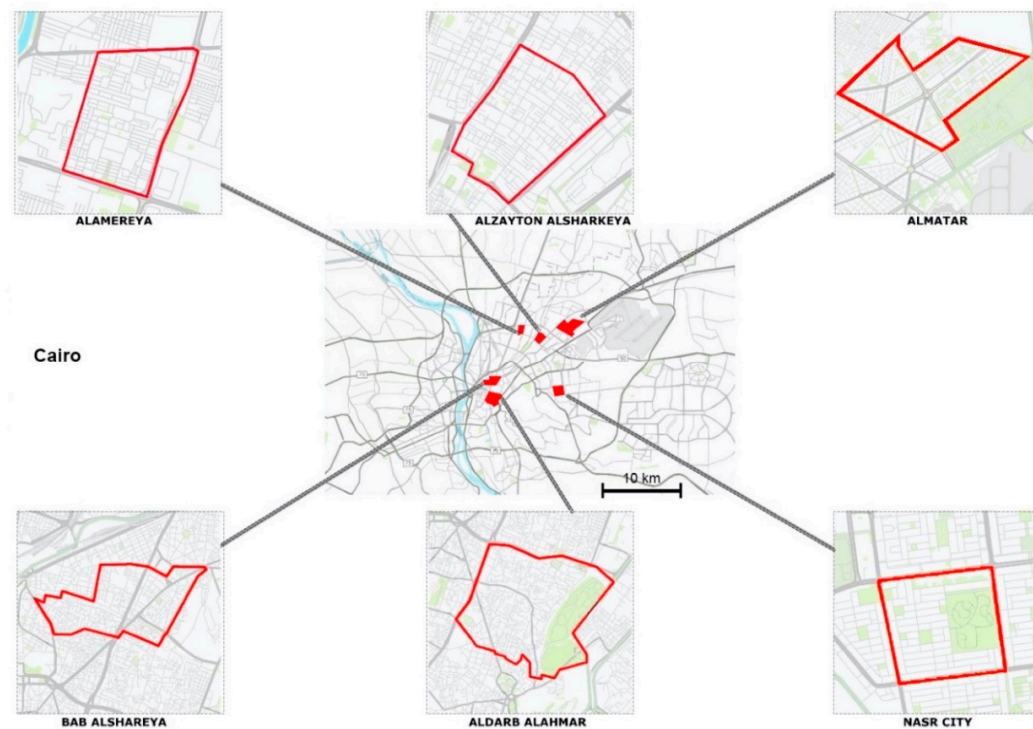 ALAMEREYA
ALZAYTON ALSHARKEYA
ALMATAR
Cairo
10 km
BAB ALSHAREYA
ALDARB ALAHMAR
NASR CITY